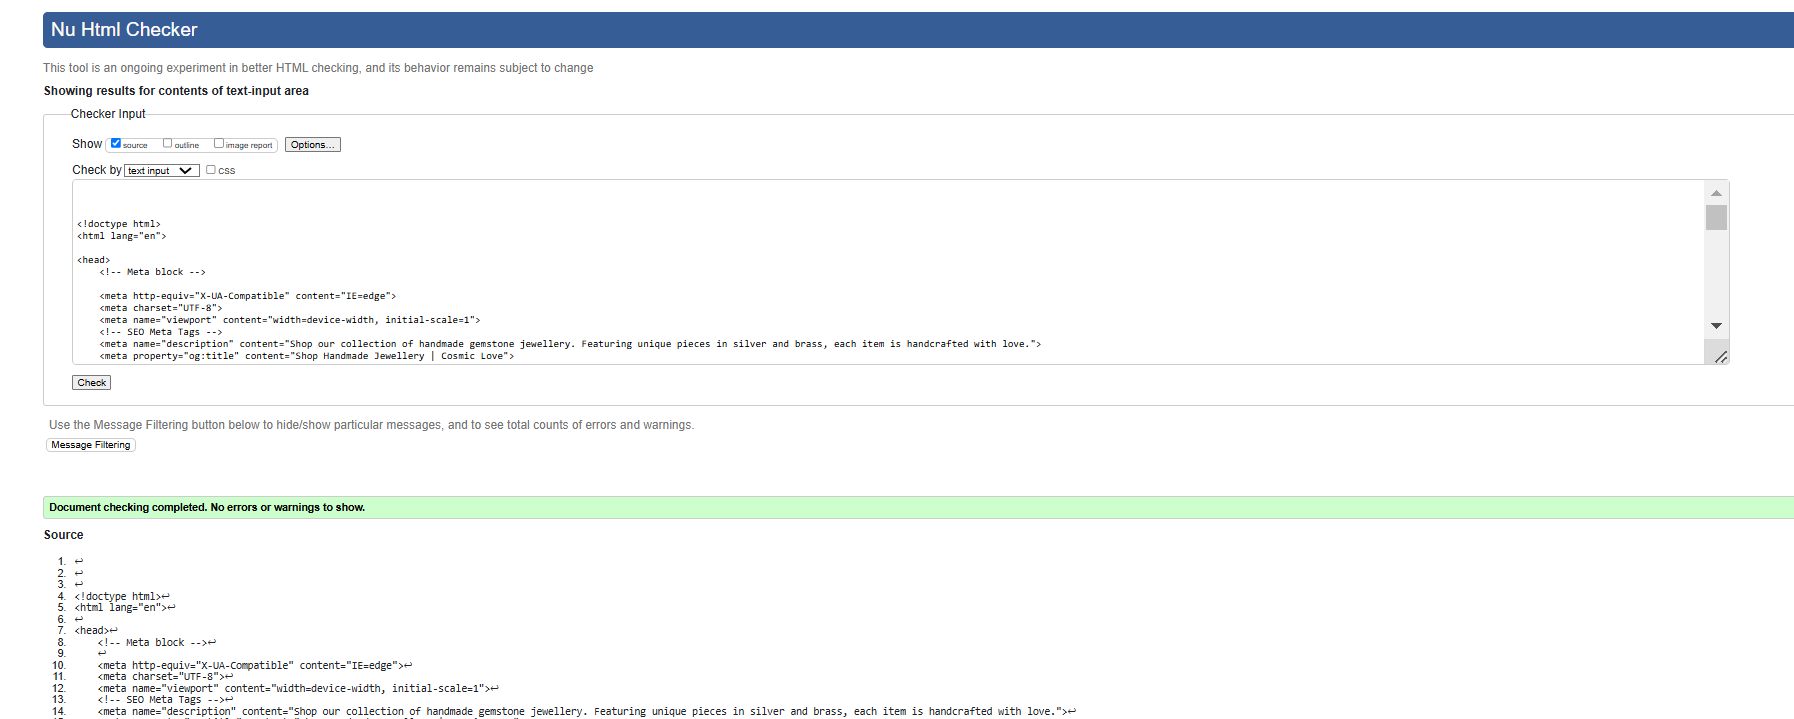 Nu Html Checker
This tool is an ongoing experiment in better HTML checking, and its behavior remains subject to change
Showing results for contents of text-input area
Checker Input
Show source outline image report Options...
Check by text input css
<!doctype html>
<html lang="en">
<head>
<!-- Meta block -->
<meta http-equiv="X-UA-Compatible" content="IE=edge">
<meta charset="UTF-8">
<meta name="viewport" content="width=device-width, initial-scale=1">
<!-- SEO Meta Tags -->
<meta name="description" content="Shop our collection of handmade gemstone jewellery. Featuring unique pieces in silver and brass, each item is handcrafted with love.">
<meta property="og:title" content="Shop Handmade Jewellery | Cosmic Love">
Check
Use the Message Filtering button below to hide/show particular messages, and to see total counts of errors and warnings.
Message Filtering
Document checking completed. No errors or warnings to show.
Source
1. ↩
2. ↩
3. ↩
4. <!doctype html>↩
5. <html lang="en">↩
6. ↩
7. <head>↩
8. <!-- Meta block -->↩
9. ↩
10. <meta http-equiv="X-UA-Compatible" content="IE=edge">↩
11. <meta charset="UTF-8">↩
12. <meta name="viewport" content="width=device-width, initial-scale=1">↩
13. <!-- SEO Meta Tags -->↩
14. <meta name="description" content="Shop our collection of handmade gemstone jewellery. Featuring unique pieces in silver and brass, each item is handcrafted with love.">↩